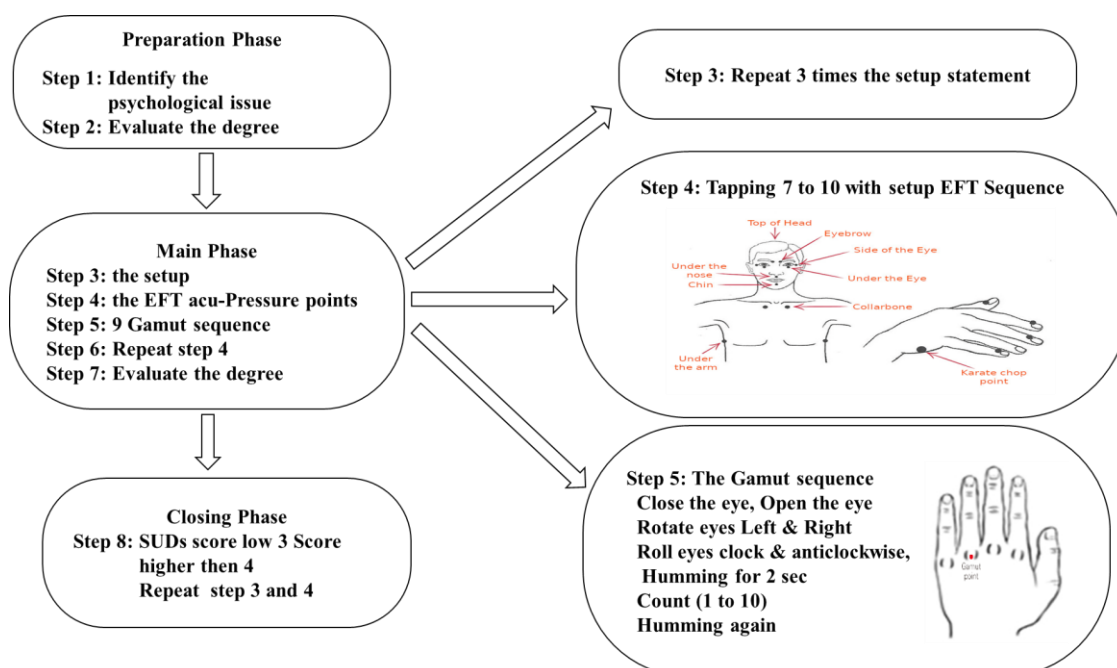 Preparation Phase
Step 1: Identify the
psychological issue
Step 2: Evaluate the degree
Main Phase
Step 3: the setup
Step 4: the EFT acu-Pressure points
Step 5: 9 Gamut sequence
Step 6: Repeat step 4
Step 7: Evaluate the degree
Closing Phase
Step 8: SUDs score low 3 Score
higher then 4
Repeat step 3 and 4
Step 3: Repeat 3 times the setup statement
Step 4: Tapping 7 to 10 with setup EFT Sequence
Top of Head
Eyebrow
Side of the Eye
Under the
nose
Under the Eye
Chin
Collarbone
Under
the arm
Karate chop
point
Step 5: The Gamut sequence
Close the eye, Open the eye
Rotate eyes Left & Right
Roll eyes clock & anticlockwise,
Humming for 2 sec
Count (1 to 10)
Humming again
Gamut
point